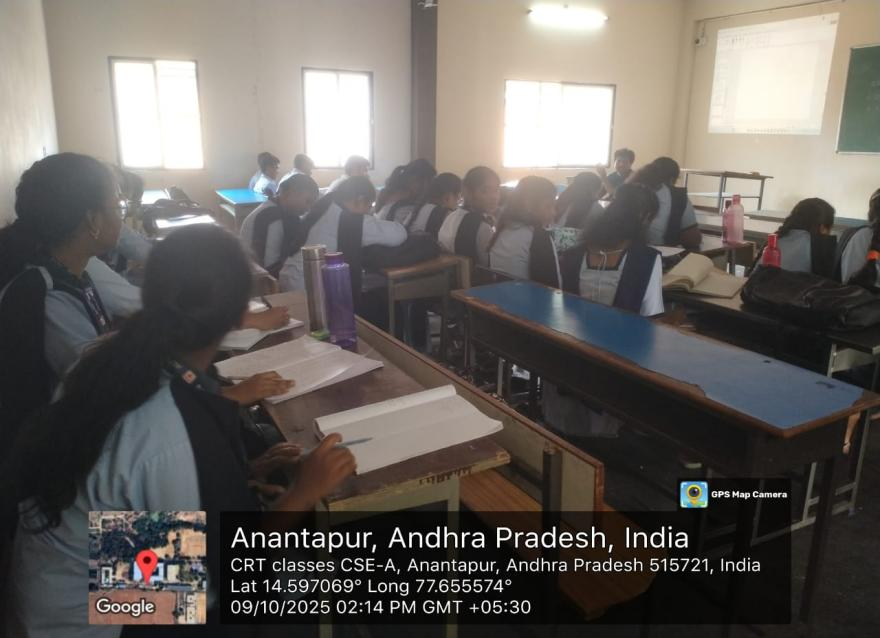 GPS Map Camera
Anantapur, Andhra Pradesh, India
CRT classes CSE-A, Anantapur, Andhra Pradesh 515721, India
Lat 14.597069° Long 77.655574°
09/10/2025 02:14 PM GMT +05:30
Google